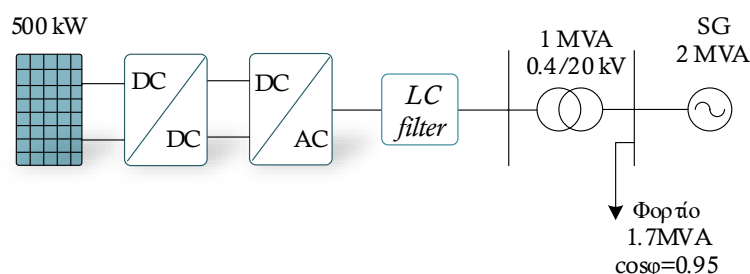 500 kW
DC
DC
DC
AC
LC
filter
1 MVA
0.4/20 kV
SG
2 MVA
Φορτίο
1.7MVA
cosφ=0.95